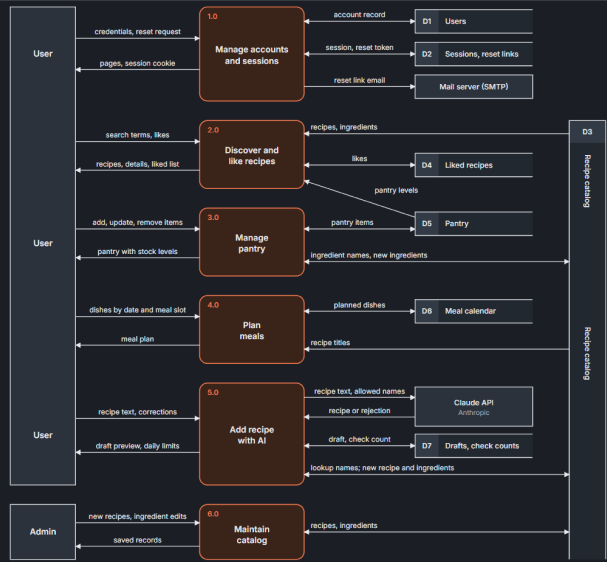 1.0
account record
D1 Users
credentials, reset request
User
Manage accounts
and sessions
session, reset token
D2 Sessions, reset links
pages, session cookie
reset link email
Mail server (SMTP)
2.0
recipes, ingredients
D3
search terms, likes
Discover and
like recipes
likes
D4 Liked recipes
recipes, details, liked list
Recipe catalog
pantry levels
3.0
add, update, remove items
pantry items
D5 Pantry
User
Manage
pantry
pantry with stock levels
ingredient names, new ingredients
4.0
dishes by date and meal slot
planned dishes
D6 Meal calendar
Plan
meals
meal plan
recipe titles
Recipe catalog
5.0
recipe text, allowed names
Claude API
Anthropic
recipe text, corrections
recipe or rejection
User
Add recipe
with AI
draft preview, daily limits
draft, check count
D7 Drafts, check counts
lookup names; new recipe and ingredients
6.0
new recipes, ingredient edits
Admin
Maintain
catalog
recipes, ingredients
saved records